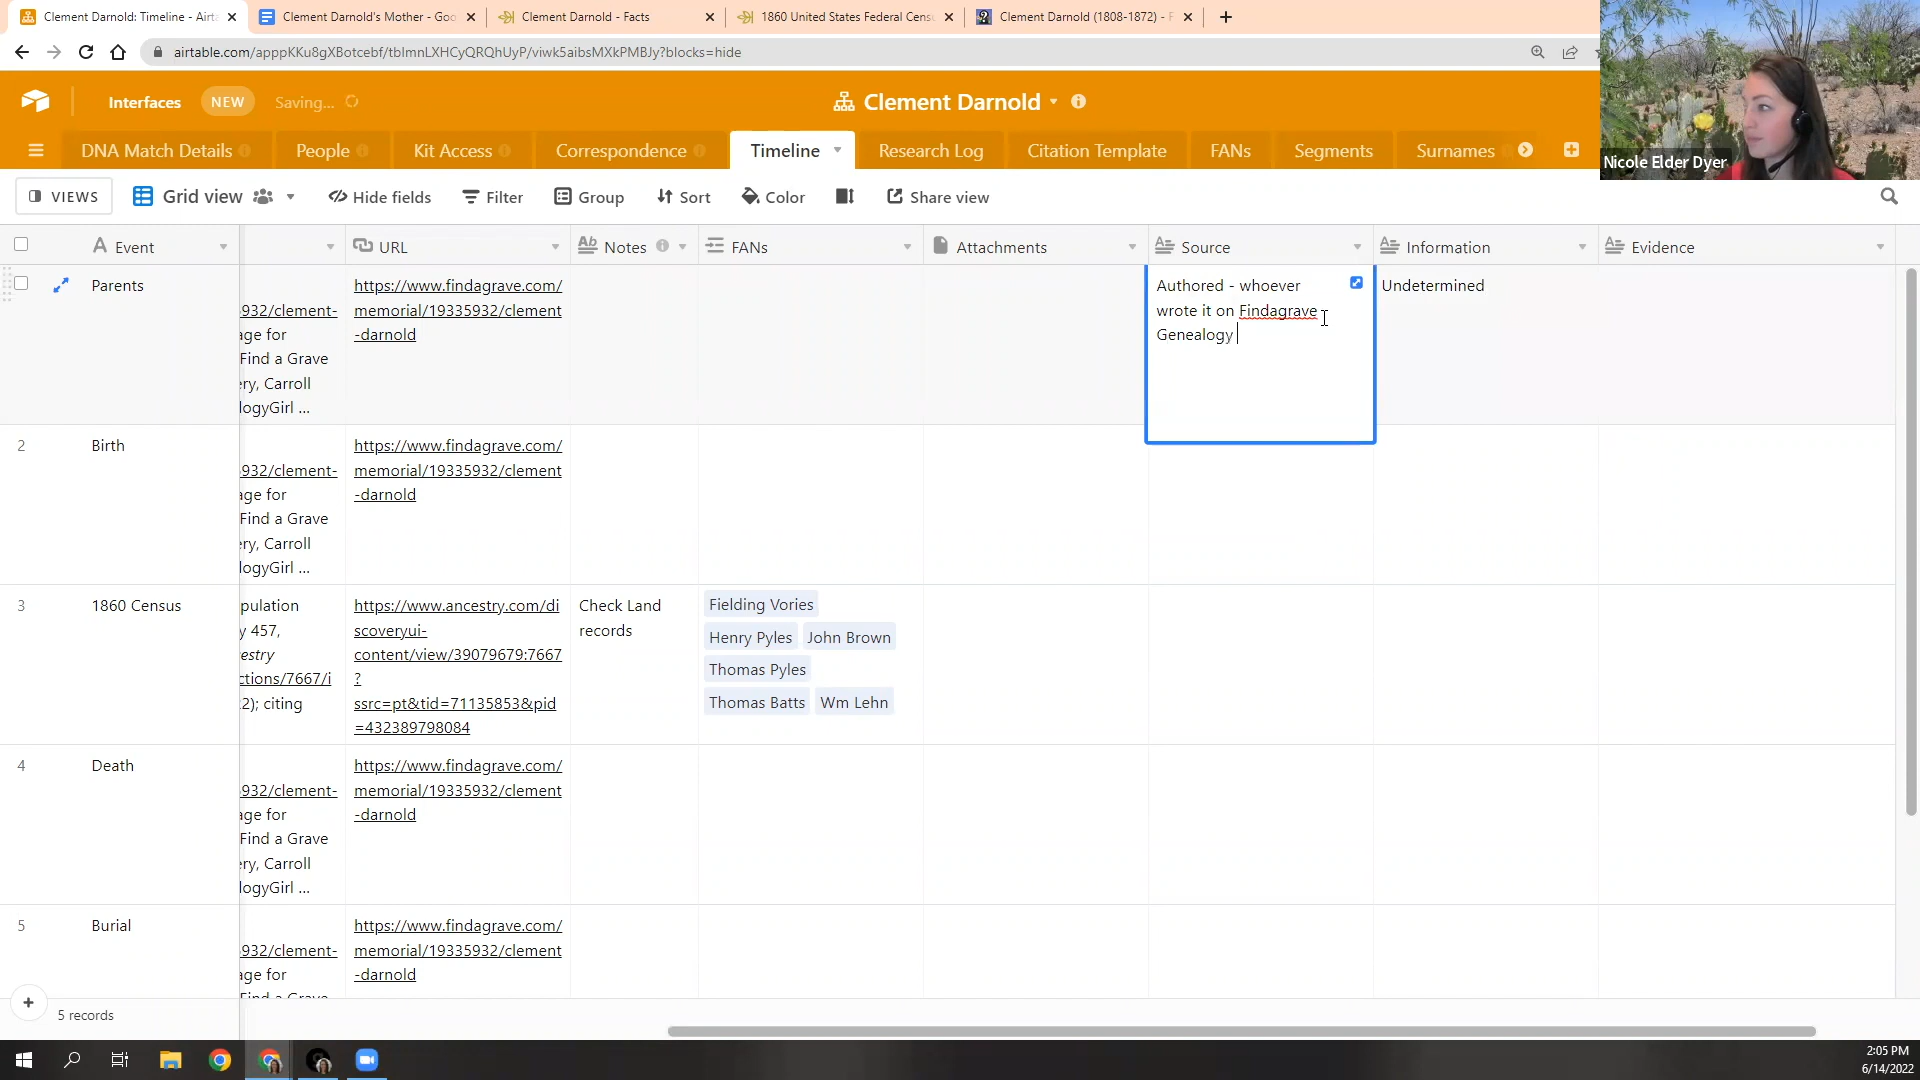 Clement Darnold: Timeline - Airta
Clement Darnold's Mother - Goo
Clement Darnold - Facts
1860 United States Federal Censu
Clement Darnold (1808-1872) - F
airtable.com/apppKKu8gXBotcebf/tblmnLXHCyQRQhUyP/viwk5aibsMXkPMBJy?blocks=hide
Interfaces
NEW
Saving...
Clement Darnold
DNA Match Details
People
Kit Access
Correspondence
Timeline
Research Log
Citation Template
FANs
Segments
Surnames
Nicole Elder Dyer
VIEWS
Grid view
Hide fields
Filter
Group
Sort
Color
Share view
Event
URL
Notes
FANs
Attachments
Source
Information
Evidence
Parents
932/clement-
age for
Find a Grave
ery, Carroll
logyGirl ...
https://www.findagrave.com/
memorial/19335932/clement
-darnold
Authored - whoever
wrote it on Findagrave
Genealogy
Undetermined
2
Birth
932/clement-
age for
Find a Grave
ery, Carroll
logyGirl ...
https://www.findagrave.com/
memorial/19335932/clement
-darnold
3
1860 Census
pulation
y 457,
estry
ctions/7667/i
2); citing
https://www.ancestry.com/di
scoveryui-
content/view/39079679:7667
?
ssrc=pt&tid=71135853&pid
=432389798084
Check Land
records
Fielding Vories
Henry Pyles John Brown
Thomas Pyles
Thomas Batts Wm Lehn
4
Death
932/clement-
age for
Find a Grave
ery, Carroll
logyGirl ...
https://www.findagrave.com/
memorial/19335932/clement
-darnold
5
Burial
932/clement-
age for
Find a Grave
https://www.findagrave.com/
memorial/19335932/clement
-darnold
5 records
2:05 PM
6/14/2022